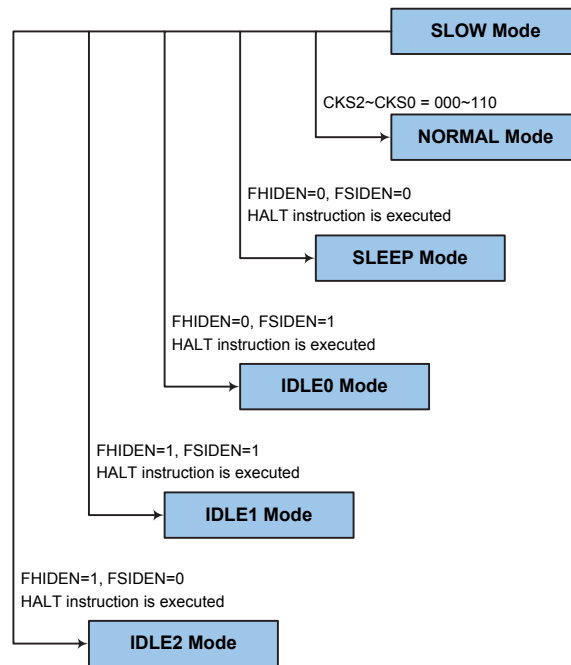 SLOW Mode
CKS2~CKS0 = 000~110
NORMAL Mode
FHIDEN=0, FSIDEN=0
HALT instruction is executed
SLEEP Mode
FHIDEN=0, FSIDEN=1
HALT instruction is executed
IDLE0 Mode
FHIDEN=1, FSIDEN=1
HALT instruction is executed
IDLE1 Mode
FHIDEN=1, FSIDEN=0
HALT instruction is executed
IDLE2 Mode